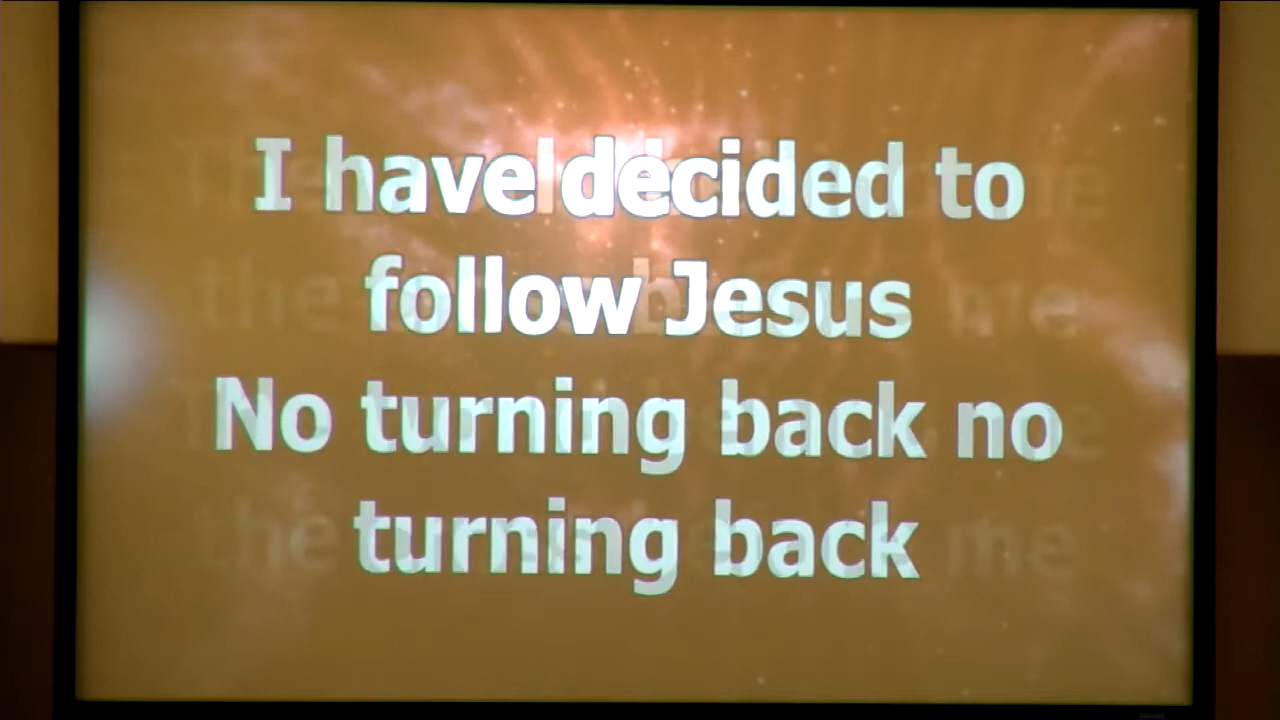 I have decided to
follow Jesus
No turning back no
turning back